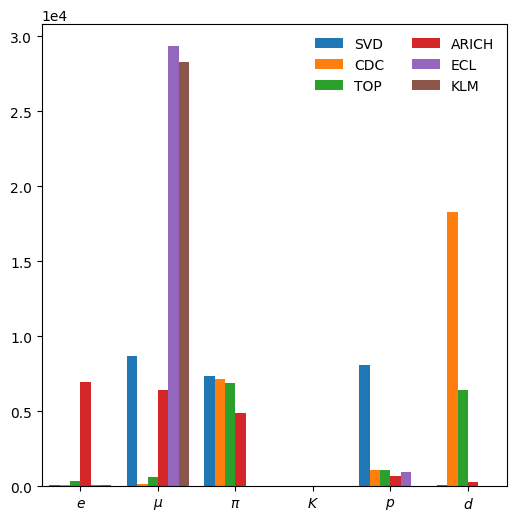 1e4
3.0
2.5
2.0
1.5
1.0
0.5
0.0
SVD
CDC
TOP
ARICH
ECL
KLM
e μ π K p d